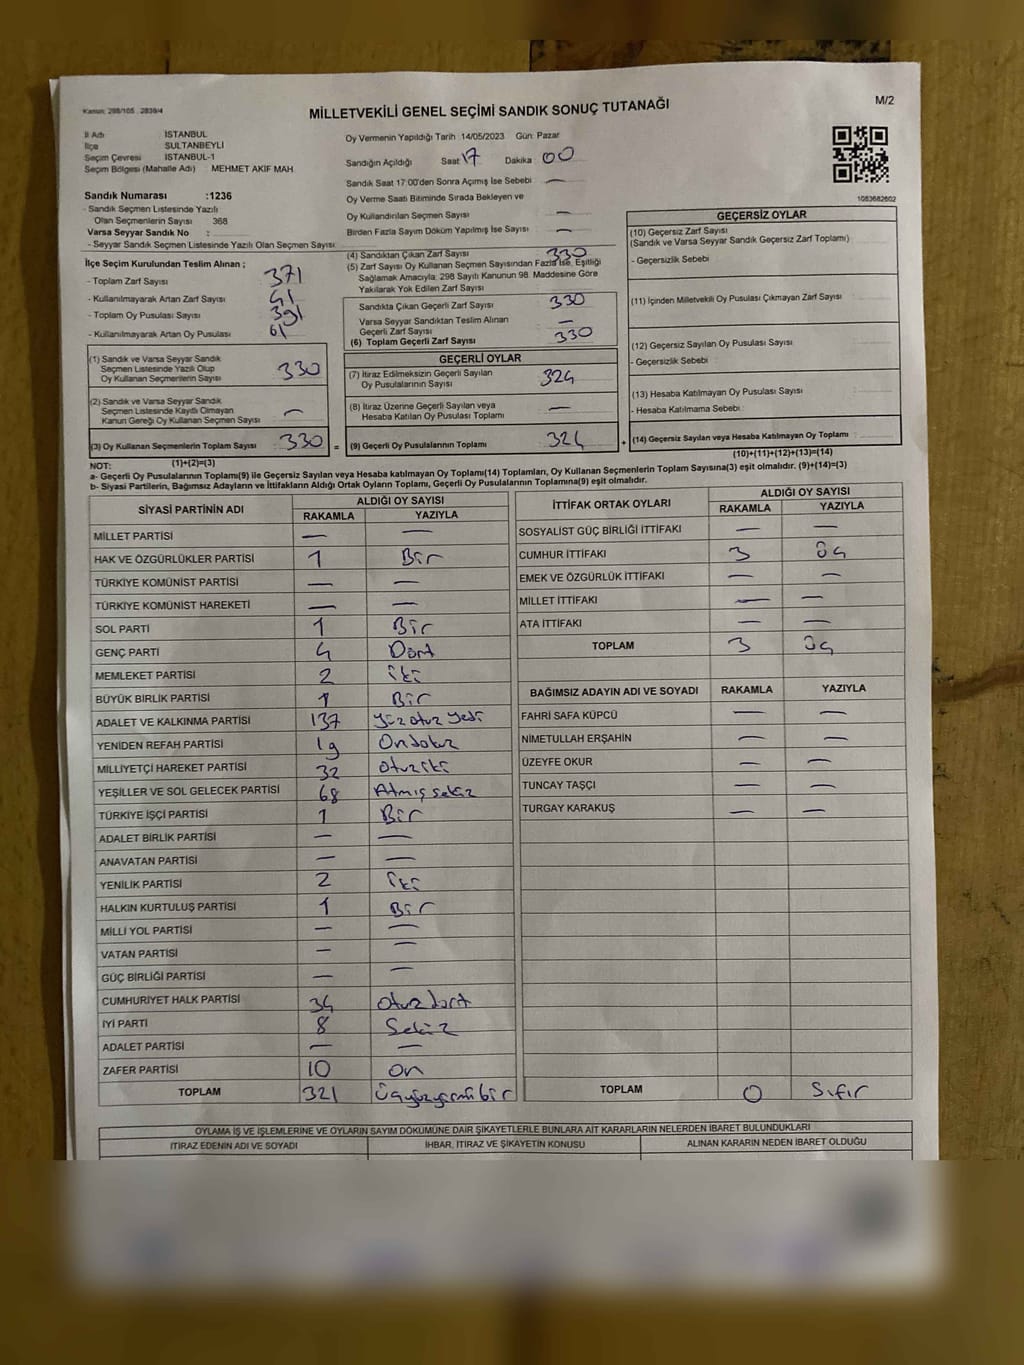 Kanun: 298/105 , 2839/4
MİLLETVEKİLİ GENEL SEÇİMİ SANDIK SONUÇ TUTANAĞI
M/2
İl Adı İSTANBUL
İlçe SULTANBEYLİ
Seçim Çevresi İSTANBUL-1
Seçim Bölgesi (Mahalle Adı) MEHMET AKİF MAH
Sandık Numarası :1236
- Sandık Seçmen Listesinde Yazılı
Olan Seçmenlerin Sayısı 368
Varsa Seyyar Sandık No :
- Seyyar Sandık Seçmen Listesinde Yazılı Olan Seçmen Sayısı
Oy Vermenin Yapıldığı Tarih 14/05/2023 Gün: Pazar
Sandığın Açıldığı Saat 17 Dakika 00
Sandık Saat 17:00'den Sonra Açımış İse Sebebi —
Oy Verme Saati Bitiminde Sırada Bekleyen ve
Oy Kullandırılan Seçmen Sayısı —
Birden Fazla Sayım Döküm Yapılmış İse Sayısı —
1083682602
İlçe Seçim Kurulundan Teslim Alınan ;
- Toplam Zarf Sayısı 371
- Kullanılmayarak Artan Zarf Sayısı 41
- Toplam Oy Pusulası Sayısı 391
- Kullanılmayarak Artan Oy Pusulası 61
(4) Sandıktan Çıkan Zarf Sayısı 330
(5) Zarf Sayısı Oy Kullanan Seçmen Sayısından Fazla İse, Eşitliği
Sağlamak Amacıyla, 298 Sayılı Kanunun 98. Maddesine Göre
Yakılarak Yok Edilen Zarf Sayısı
Sandıkta Çıkan Geçerli Zarf Sayısı 330
Varsa Seyyar Sandıktan Teslim Alınan
Geçerli Zarf Sayısı —
(6) Toplam Geçerli Zarf Sayısı 330
(1) Sandık ve Varsa Seyyar Sandık
Seçmen Listesinde Yazılı Olup
Oy Kullanan Seçmenlerin Sayısı 330
(2) Sandık ve Varsa Seyyar Sandık
Seçmen Listesinde Kayıtlı Olmayan
Kanun Gereği Oy Kullanan Seçmen Sayısı —
(3) Oy Kullanan Seçmenlerin Toplam Sayısı 330 =
(1)+(2)=(3)
GEÇERLİ OYLAR
(7) İtiraz Edilmeksizin Geçerli Sayılan
Oy Pusulalarının Sayısı 324
(8) İtiraz Üzerine Geçerli Sayılan veya
Hesaba Katılan Oy Pusulası Toplamı —
(9) Geçerli Oy Pusulalarının Toplamı 324 +
GEÇERSİZ OYLAR
(10) Geçersiz Zarf Sayısı
(Sandık ve Varsa Seyyar Sandık Geçersiz Zarf Toplamı)
- Geçersizlik Sebebi
(11) İçinden Milletvekili Oy Pusulası Çıkmayan Zarf Sayısı
(12) Geçersiz Sayılan Oy Pusulası Sayısı
- Geçersizlik Sebebi
(13) Hesaba Katılmayan Oy Pusulası Sayısı
- Hesaba Katılmama Sebebi
(14) Geçersiz Sayılan veya Hesaba Katılmayan Oy Toplamı
(10)+(11)+(12)+(13)=(14)
NOT:
a- Geçerli Oy Pusulalarının Toplamı(9) ile Geçersiz Sayılan veya Hesaba katılmayan Oy Toplamı(14) Toplamları, Oy Kullanan Seçmenlerin Toplam Sayısına(3) eşit olmalıdır. (9)+(14)=(3)
b- Siyasi Partilerin, Bağımsız Adayların ve İttifakların Aldığı Ortak Oyların Toplamı, Geçerli Oy Pusulalarının Toplamına(9) eşit olmalıdır.
SİYASİ PARTİNİN ADI ALDIĞI OY SAYISI
RAKAMLA YAZIYLA
MİLLET PARTİSİ — —
HAK VE ÖZGÜRLÜKLER PARTİSİ 1 Bir
TÜRKİYE KOMÜNİST PARTİSİ — —
TÜRKİYE KOMÜNİST HAREKETİ — —
SOL PARTİ 1 Bir
GENÇ PARTİ 4 Dört
MEMLEKET PARTİSİ 2 iki
BÜYÜK BİRLİK PARTİSİ 1 Bir
ADALET VE KALKINMA PARTİSİ 137 yüz otuz yedi
YENİDEN REFAH PARTİSİ 19 Ondokuz
MİLLİYETÇİ HAREKET PARTİSİ 32 otuziki
YEŞİLLER VE SOL GELECEK PARTİSİ 68 Atmış sekiz
TÜRKİYE İŞÇİ PARTİSİ 1 Bir
ADALET BİRLİK PARTİSİ — —
ANAVATAN PARTİSİ — —
YENİLİK PARTİSİ 2 iki
HALKIN KURTULUŞ PARTİSİ 1 Bir
MİLLİ YOL PARTİSİ — —
VATAN PARTİSİ — —
GÜÇ BİRLİĞİ PARTİSİ — —
CUMHURİYET HALK PARTİSİ 34 otuz dört
İYİ PARTİ 8 Sekiz
ADALET PARTİSİ — —
ZAFER PARTİSİ 10 on
TOPLAM 321 Üçyüzyirmibir
İTTİFAK ORTAK OYLARI ALDIĞI OY SAYISI
RAKAMLA YAZIYLA
SOSYALİST GÜÇ BİRLİĞİ İTTİFAKI — —
CUMHUR İTTİFAKI 3 üç
EMEK VE ÖZGÜRLÜK İTTİFAKI — —
MİLLET İTTİFAKI — —
ATA İTTİFAKI — —
TOPLAM 3 üç
BAĞIMSIZ ADAYIN ADI VE SOYADI RAKAMLA YAZIYLA
FAHRİ SAFA KÜPCÜ — —
NİMETULLAH ERŞAHİN — —
ÜZEYFE OKUR — —
TUNCAY TAŞÇI — —
TURGAY KARAKUŞ — —
TOPLAM 0 Sıfır
OYLAMA İŞ VE İŞLEMLERİNE VE OYLARIN SAYIM DÖKÜMÜNE DAİR ŞİKAYETLERLE BUNLARA AİT KARARLARIN NELERDEN İBARET BULUNDUKLARI
İTİRAZ EDENİN ADI VE SOYADI İHBAR, İTİRAZ VE ŞİKAYETİN KONUSU ALINAN KARARIN NEDEN İBARET OLDUĞU